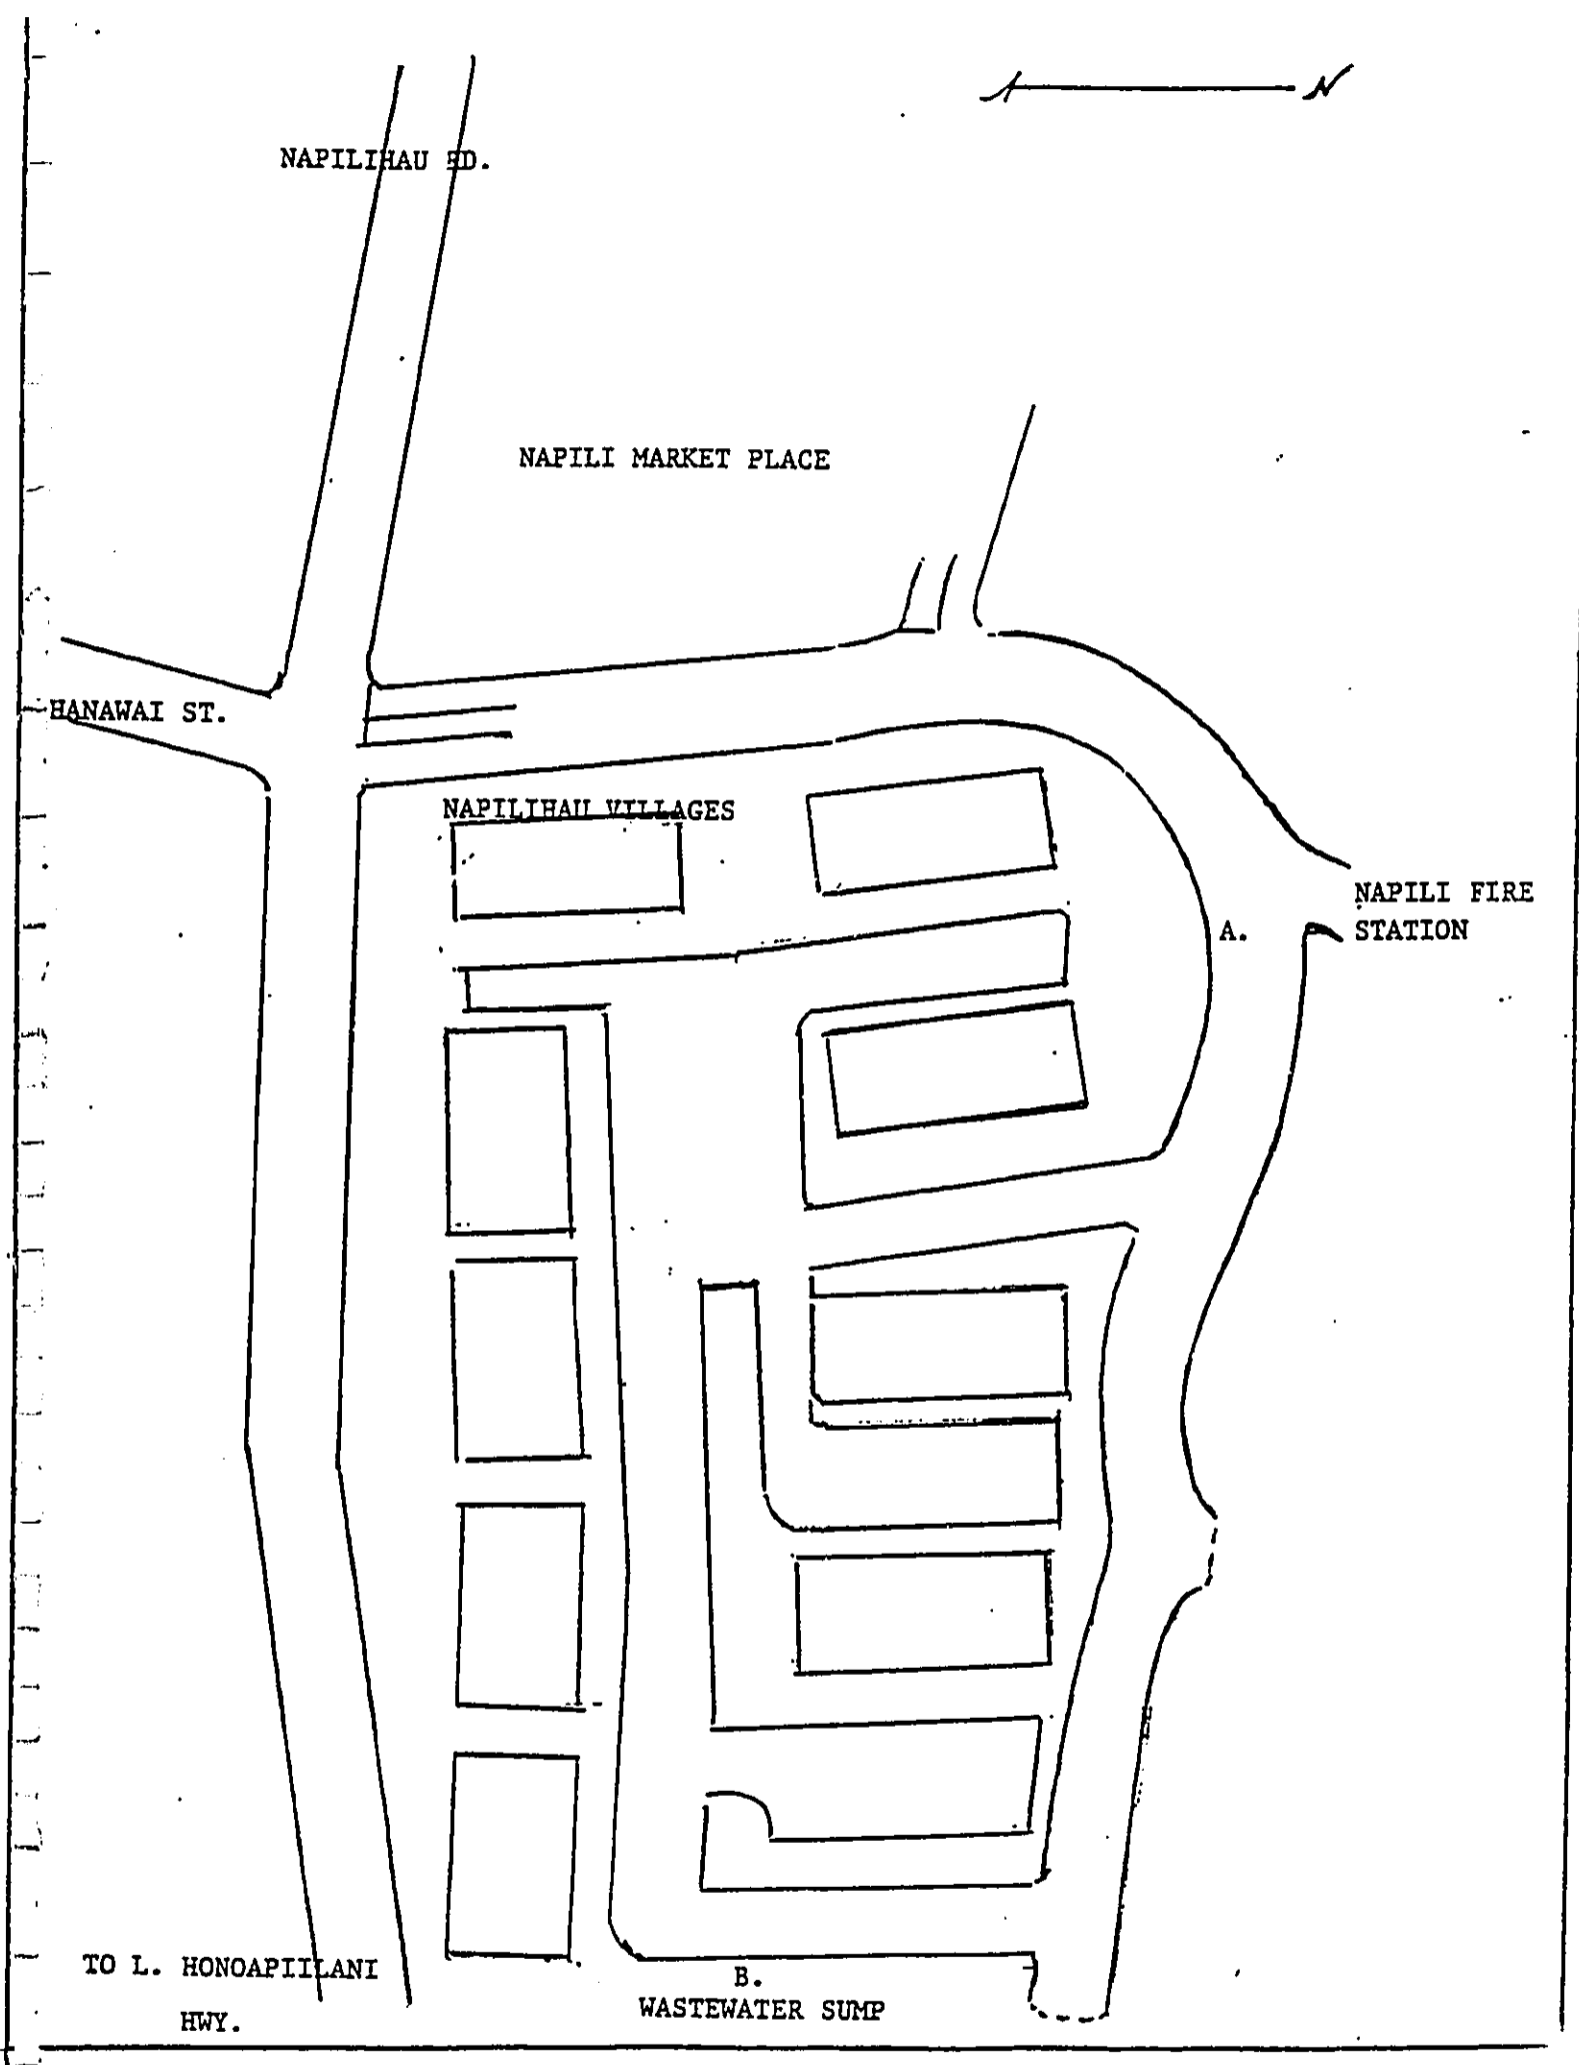 N
NAPILIHAU RD.
NAPILI MARKET PLACE
HANAWAI ST.
NAPILIHAU VILLAGES
NAPILI FIRE
A.
STATION
TO L. HONOAPIILANI
HWY.
B.
WASTEWATER SUMP